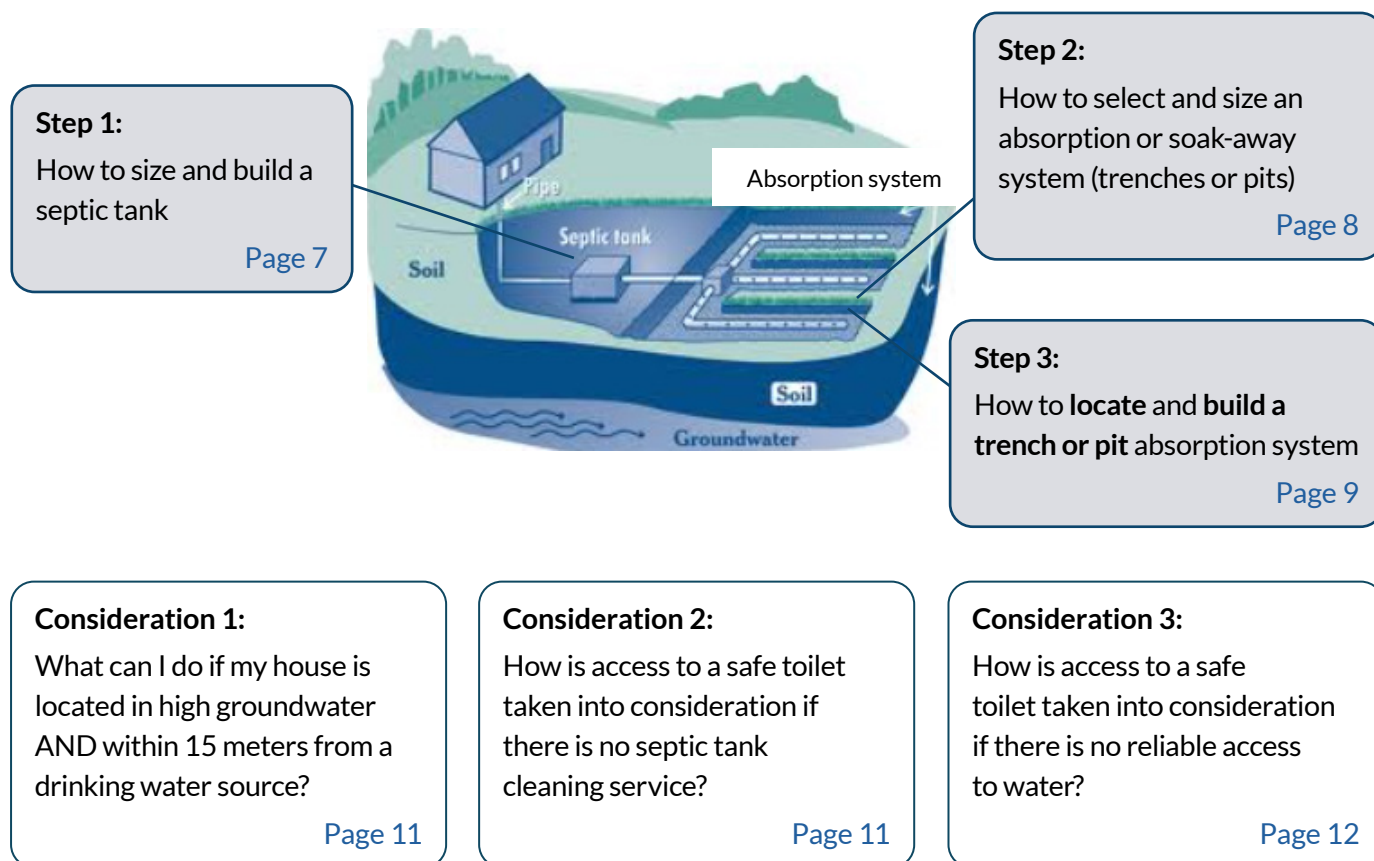 Step 1:
How to size and build a
septic tank
Page 7
Pipe
Septic tank
Soil
Absorption system
Soil
Groundwater
Step 2:
How to select and size an
absorption or soak-away
system (trenches or pits)
Page 8
Step 3:
How to locate and build a
trench or pit absorption system
Page 9
Consideration 1:
What can I do if my house is
located in high groundwater
AND within 15 meters from a
drinking water source?
Page 11
Consideration 2:
How is access to a safe toilet
taken into consideration if
there is no septic tank
cleaning service?
Page 11
Consideration 3:
How is access to a safe
toilet taken into consideration
if there is no reliable access
to water?
Page 12